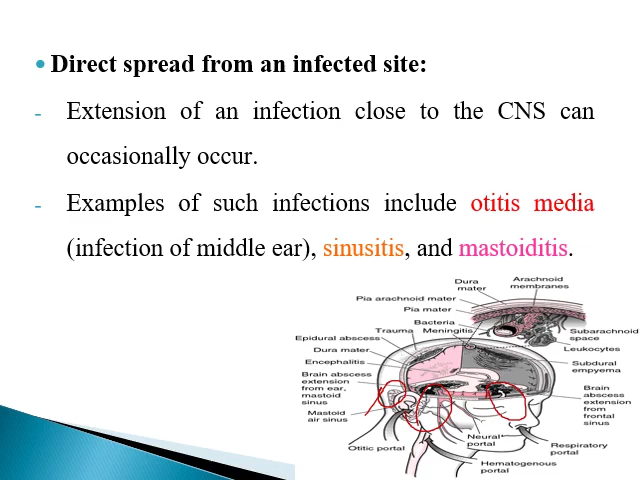 • Direct spread from an infected site:
- Extension of an infection close to the CNS can
occasionally occur.
- Examples of such infections include otitis media
(infection of middle ear), sinusitis, and mastoiditis.
Dura
mater
Arachnoid
membranes
Pia arachnoid mater
Pia mater
Bacteria
Trauma
Meningitis
Subarachnoid
space
Epidural abscess
Leukocytes
Dura mater
Subdural
empyema
Encephalitis
Brain abscess
extension
from ear,
mastoid
sinus
Brain
abscess
extension
from
frontal
sinus
Mastoid
air sinus
Otitic portal
Neural
portal
Respiratory
portal
Hematogenous
portal